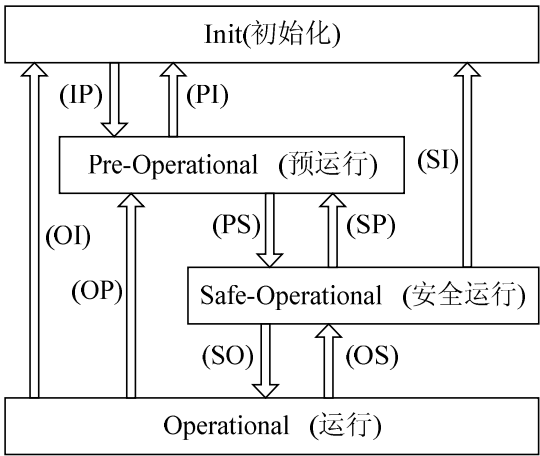 Init(初始化)
(IP)
(PI)
Pre-Operational (预运行)
(SI)
(PS)
(SP)
(OI)
(OP)
Safe-Operational (安全运行)
(SO)
(OS)
Operational (运行)